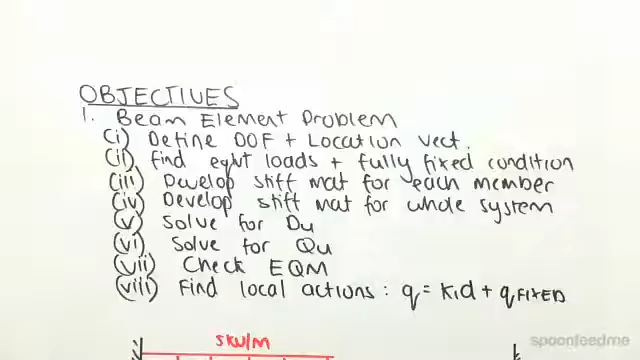 OBJECTIVES
1. Beam Element Problem
(i) Define DOF + Location Vect.
(ii) Find eqvt loads + fully fixed condition
(iii) Develop stiff mat for each member
(iv) Develop stiff mat for whole system
(v) Solve for Du
(vi) Solve for Qu
(vii) Check EQM
(viii) Find local actions : q = kid + qFIXED
5kN/M
spoonfeedme